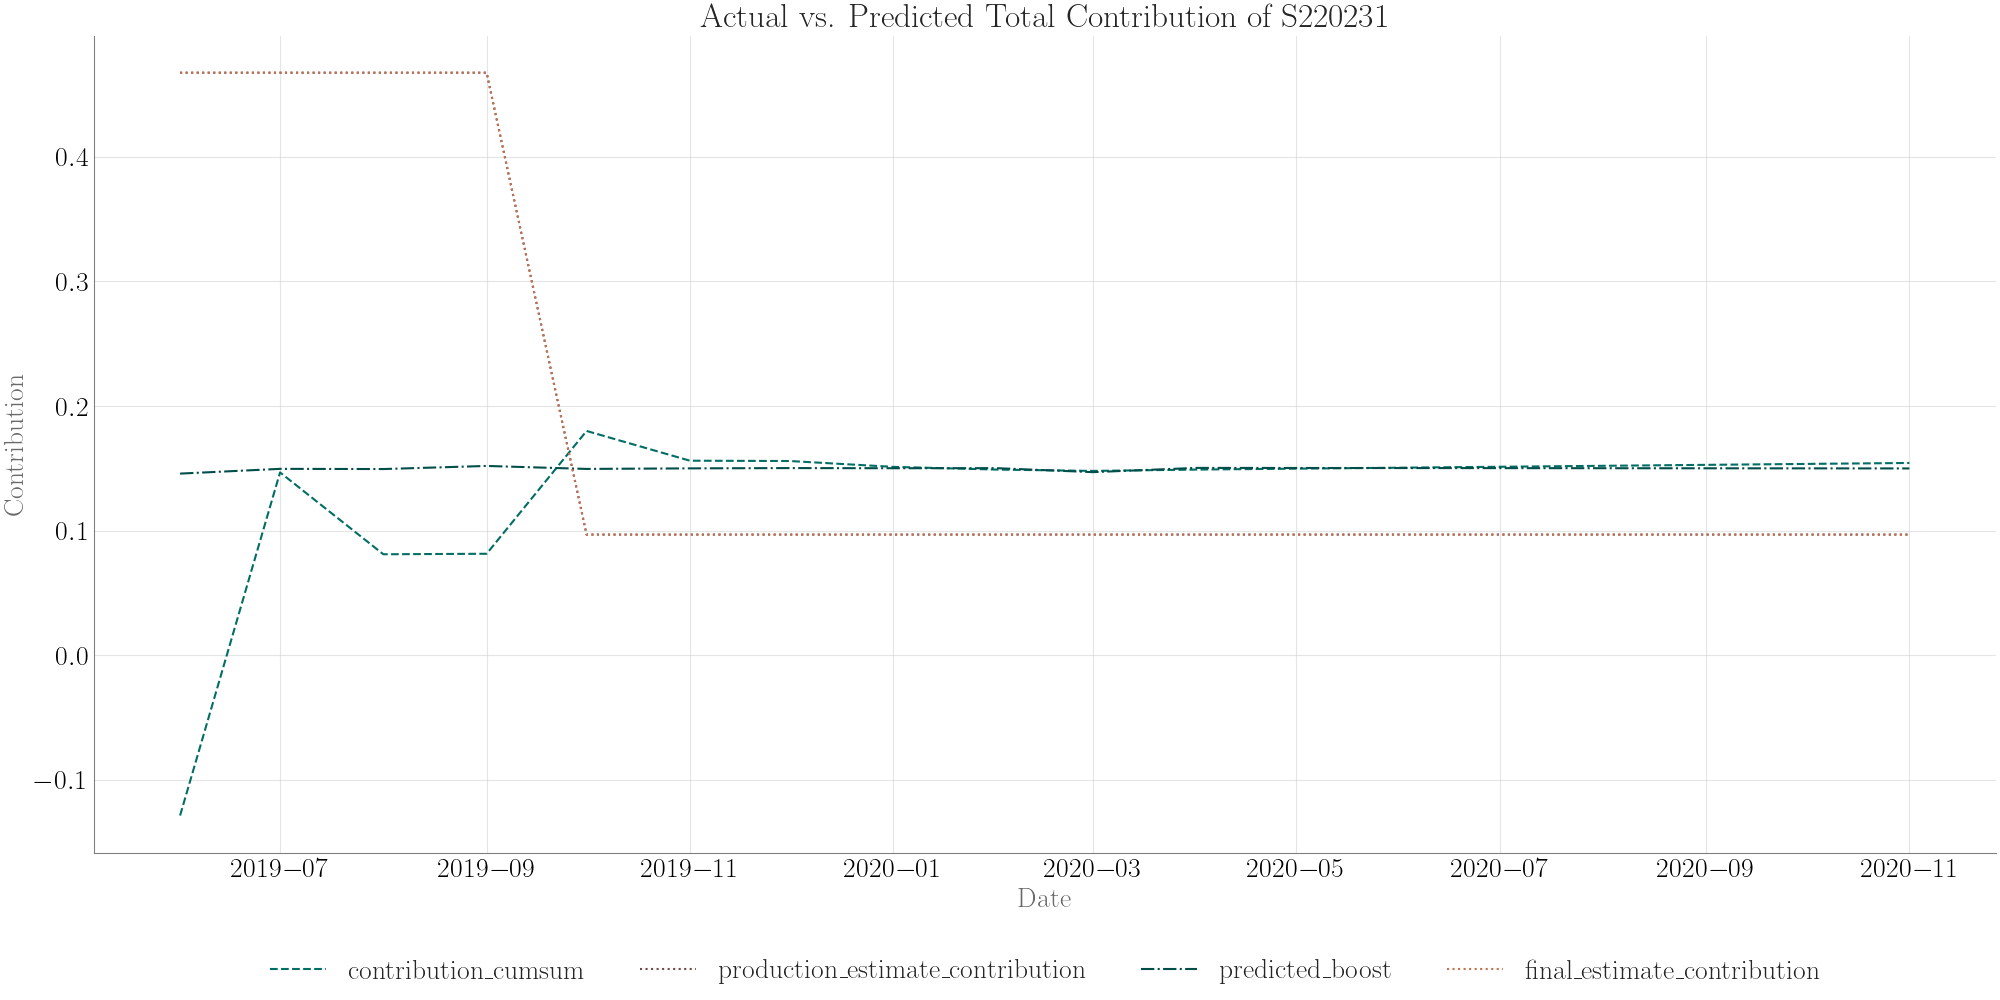 Actual vs. Predicted Total Contribution of S220231
Contribution
0.4
0.3
0.2
0.1
0.0
−0.1
2019−07 2019−09 2019−11 2020−01 2020−03 2020−05 2020−07 2020−09 2020−11
Date
contribution_cumsum production_estimate_contribution predicted_boost final_estimate_contribution